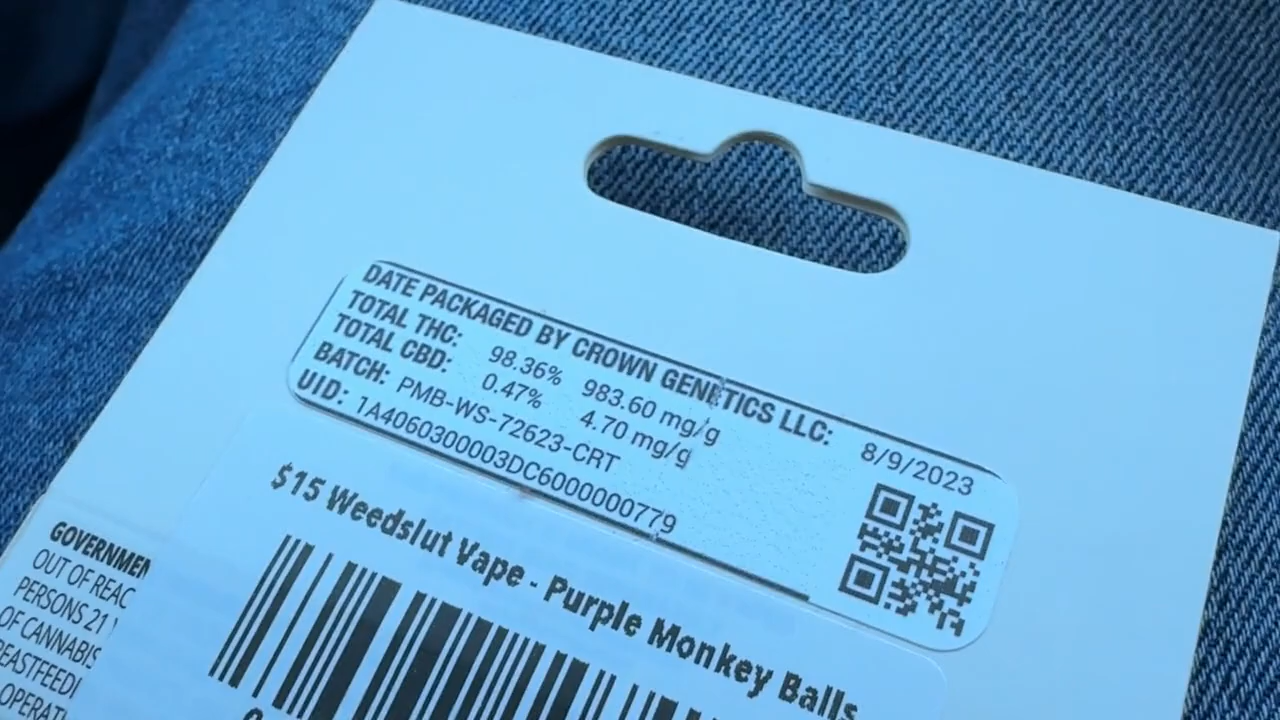 DATE PACKAGED BY CROWN GENETICS LLC: 8/9/2023
TOTAL THC: 98.36% 983.60 mg/g
TOTAL CBD: 0.47% 4.70 mg/g
BATCH: PMB-WS-72623-CRT
UID: 1A4060300003DC6000000779
$15 Weedslut Vape - Purple Monkey Balls
GOVERNMEN
OUT OF REAC
PERSONS 21
OF CANNABIS
EASTFEEDI
OPERAT